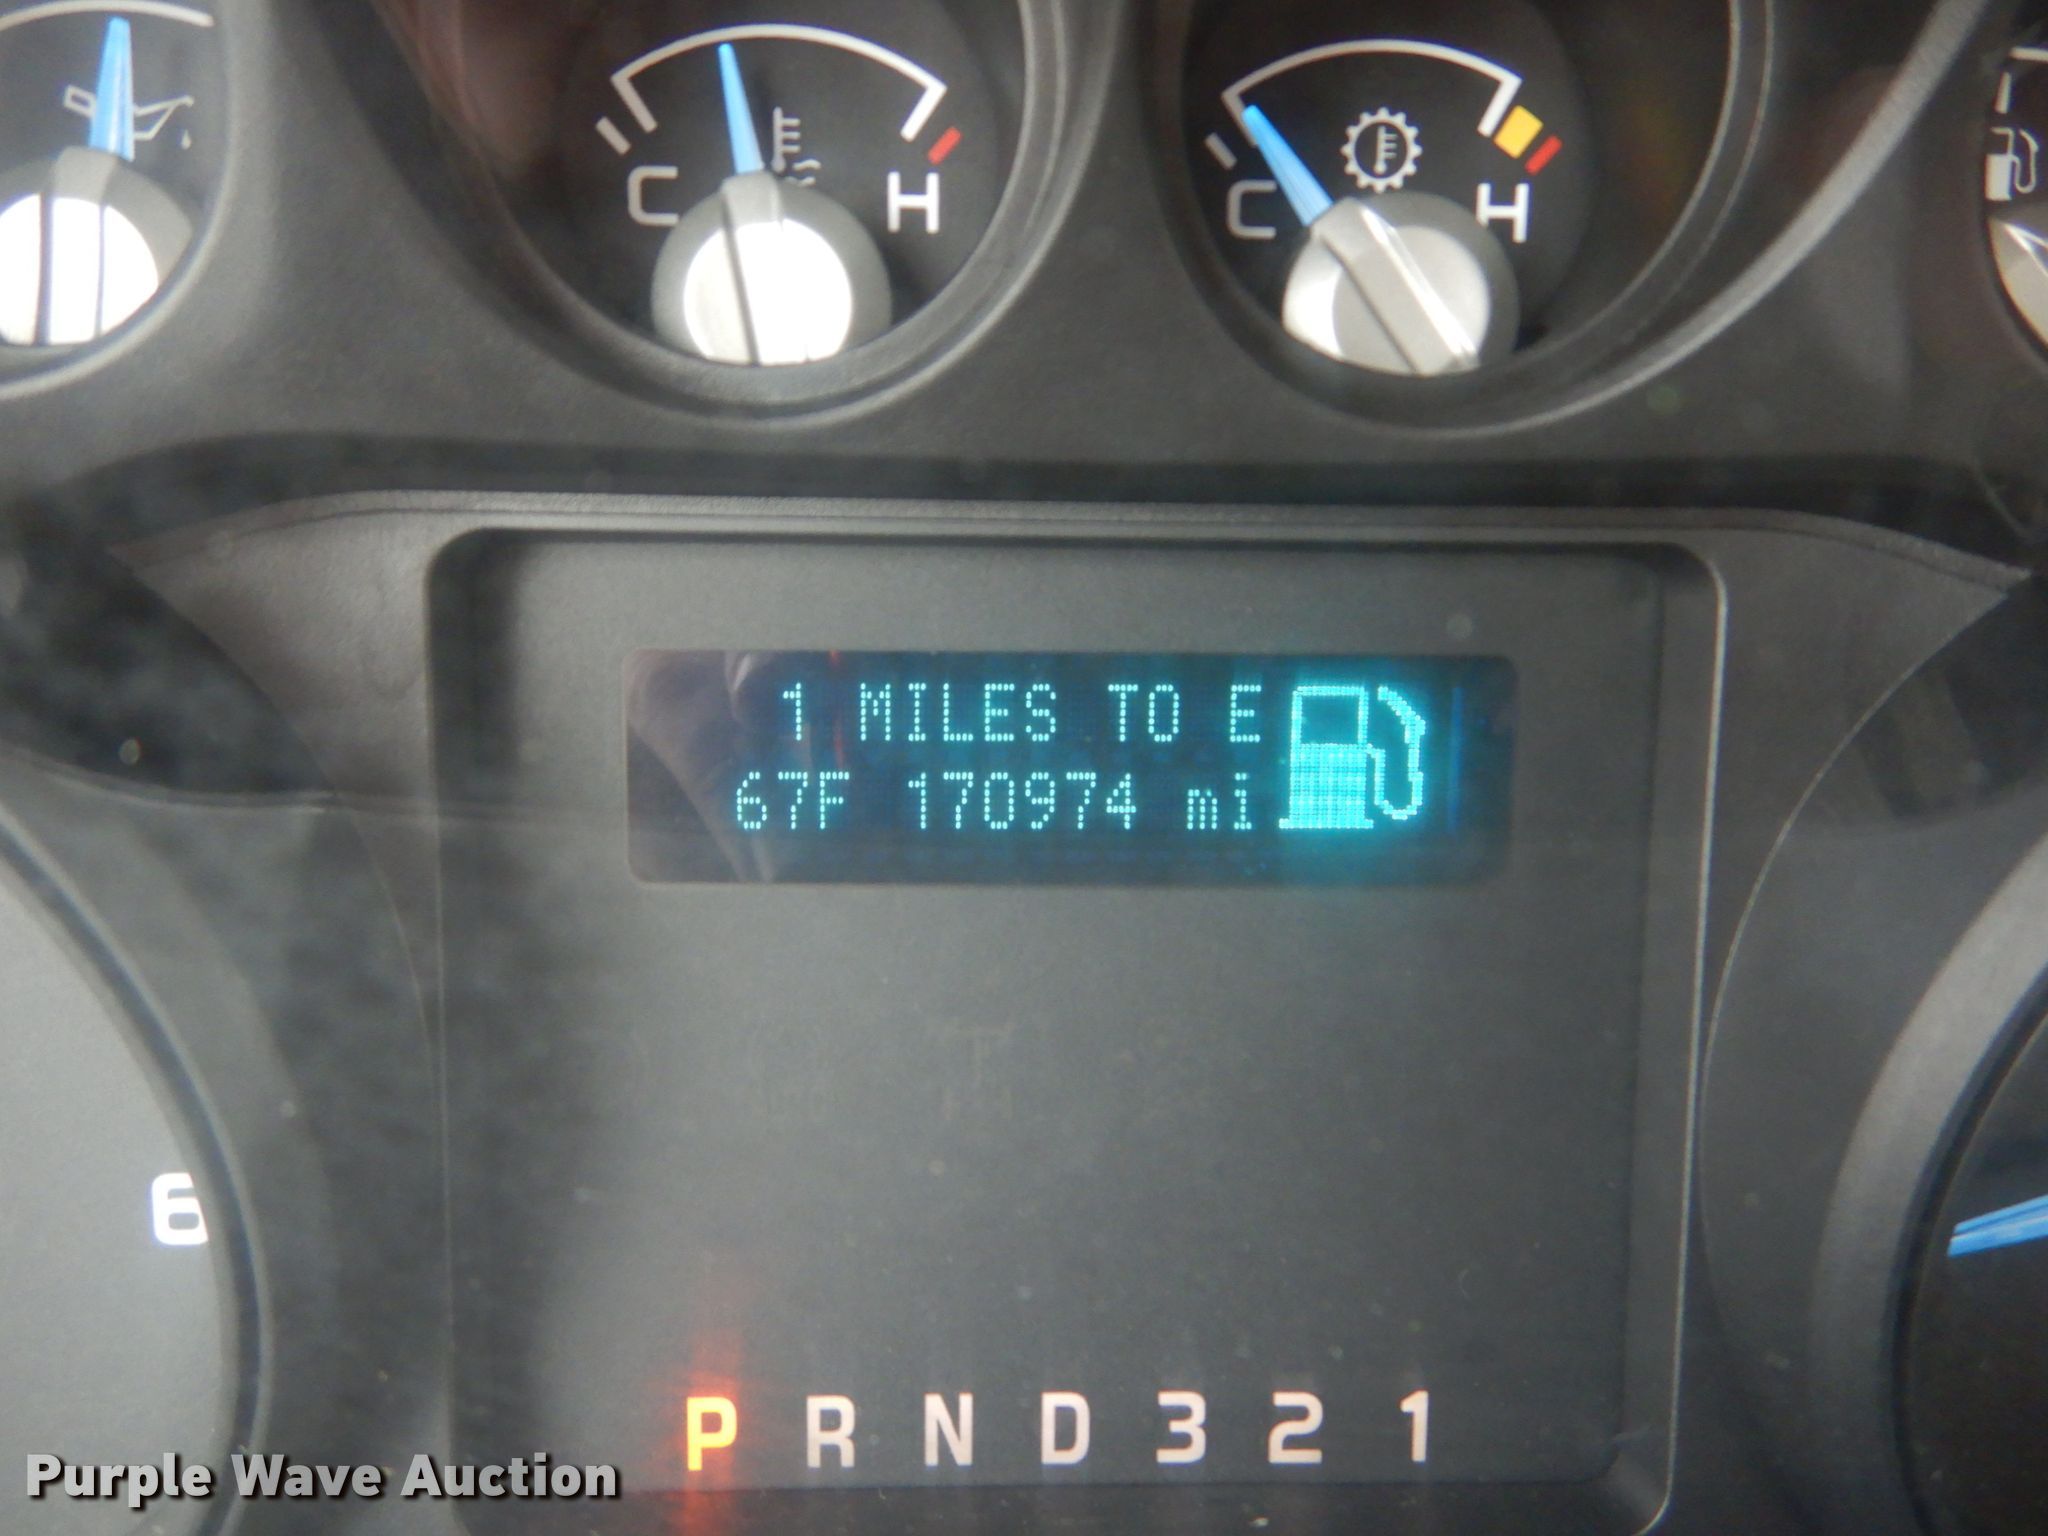 C H
C H
1 MILES TO E
67F 170974 mi
6
P R N D 3 2 1
Purple Wave Auction